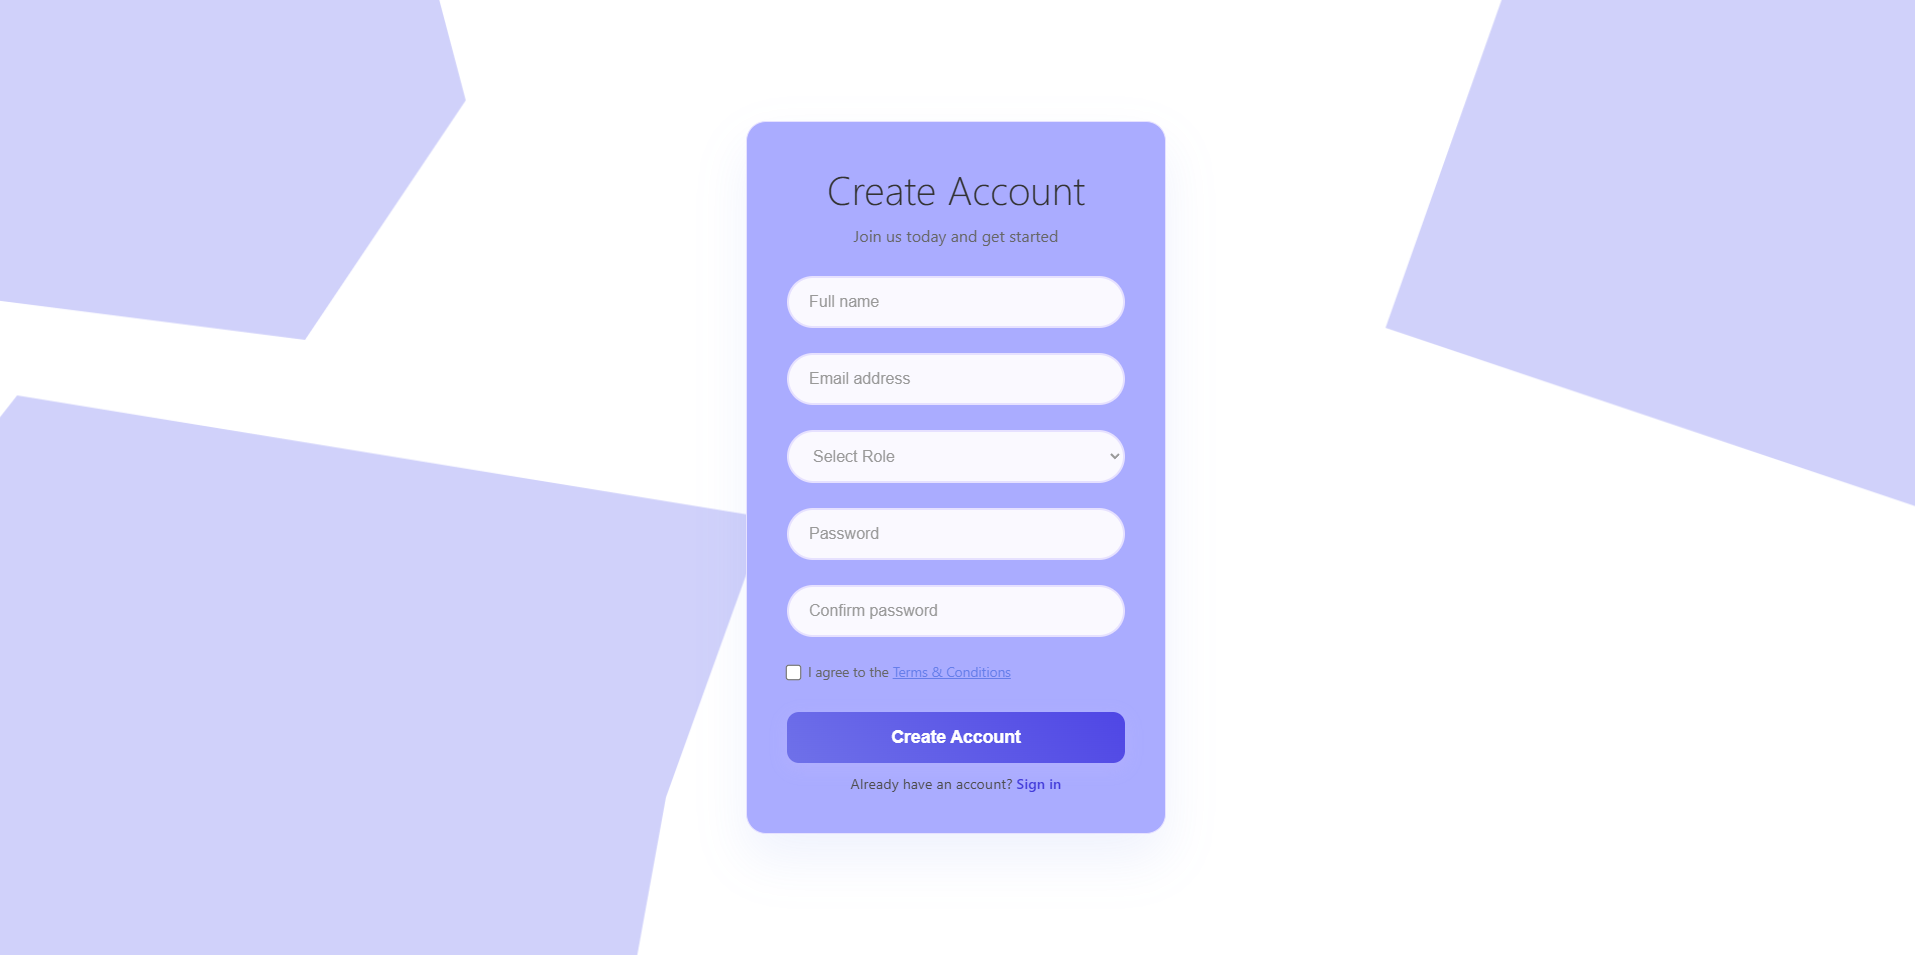 Create Account
Join us today and get started
Full name
Email address
Select Role
Password
Confirm password
I agree to the Terms & Conditions
Create Account
Already have an account? Sign in